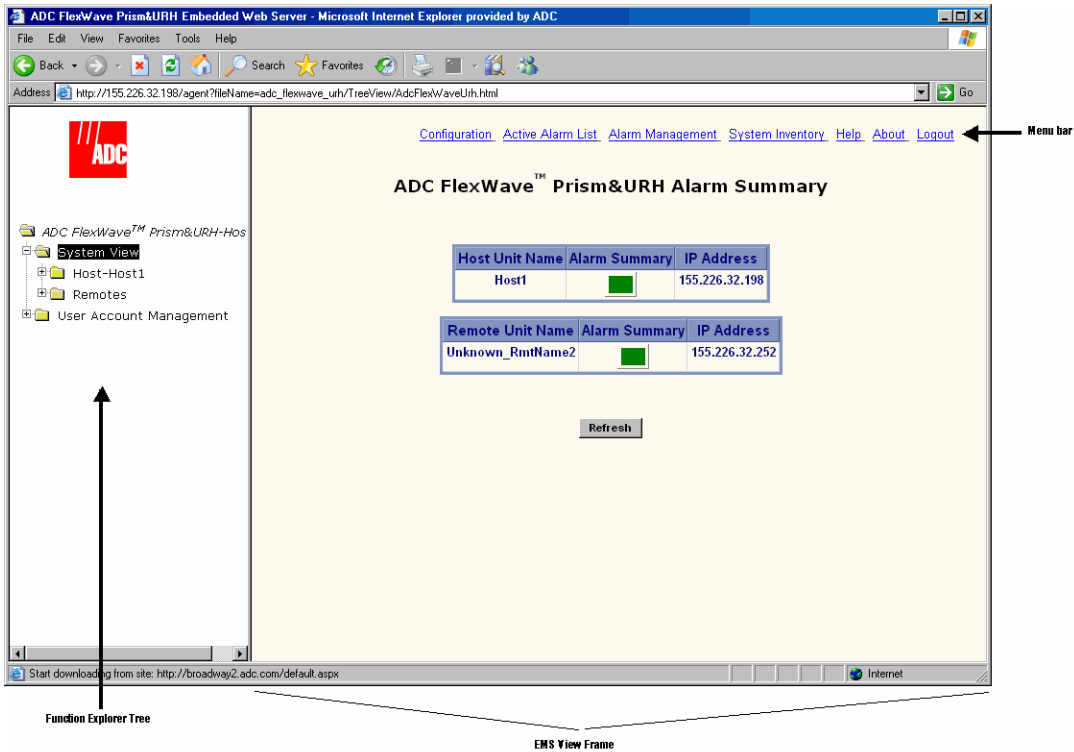 ADC FlexWave Prism&URH Embedded Web Server - Microsoft Internet Explorer provided by ADC
File Edit View Favorites Tools Help
Back Search Favorites
Address http://155.226.32.198/agent?fileName=adc_flexwave_urh/TreeView/AdcFlexWaveUrh.html Go
ADC
Configuration Active Alarm List Alarm Management System Inventory Help About Logout
Menu bar
ADC FlexWave™ Prism&URH Alarm Summary
ADC FlexWave™ Prism&URH-Hos
System View
Host-Host1
Remotes
User Account Management
Host Unit Name Alarm Summary IP Address
Host1 155.226.32.198
Remote Unit Name Alarm Summary IP Address
Unknown_RmtName2 155.226.32.252
Refresh
Start downloading from site: http://broadway2.adc.com/default.aspx Internet
Function Explorer Tree
EMS View Frame